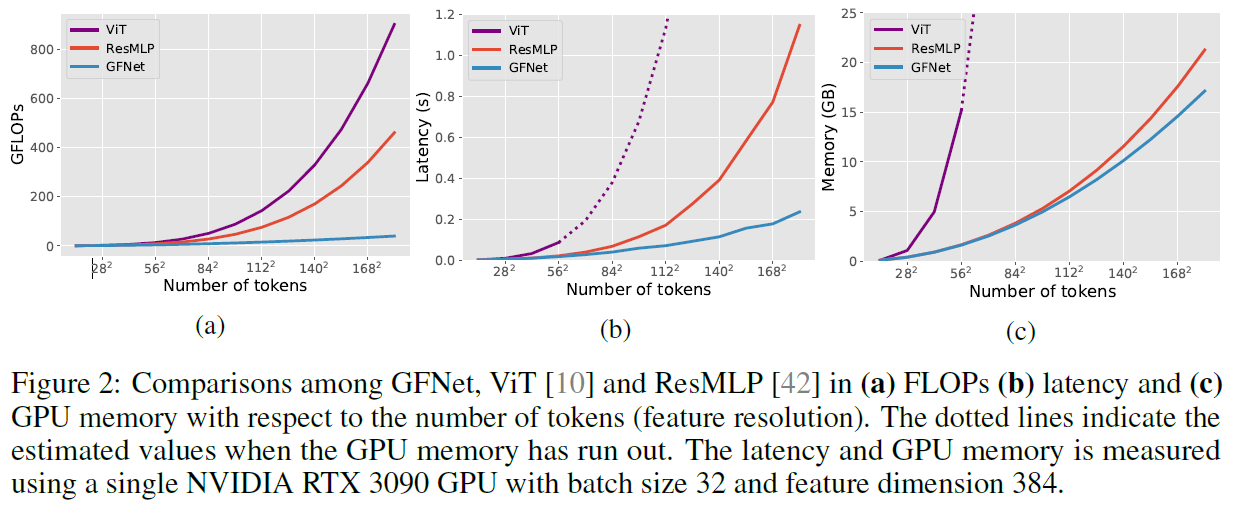 800
600
400
200
0
GFLOPs
ViT
ResMLP
GFNet
28² 56² 84² 112² 140² 168²
Number of tokens
(a)
1.2
1.0
0.8
0.6
0.4
0.2
0.0
Latency (s)
ViT
ResMLP
GFNet
28² 56² 84² 112² 140² 168²
Number of tokens
(b)
25
20
15
10
5
0
Memory (GB)
ViT
ResMLP
GFNet
28² 56² 84² 112² 140² 168²
Number of tokens
(c)
Figure 2: Comparisons among GFNet, ViT [10] and ResMLP [42] in (a) FLOPs (b) latency and (c)
GPU memory with respect to the number of tokens (feature resolution). The dotted lines indicate the
estimated values when the GPU memory has run out. The latency and GPU memory is measured
using a single NVIDIA RTX 3090 GPU with batch size 32 and feature dimension 384.